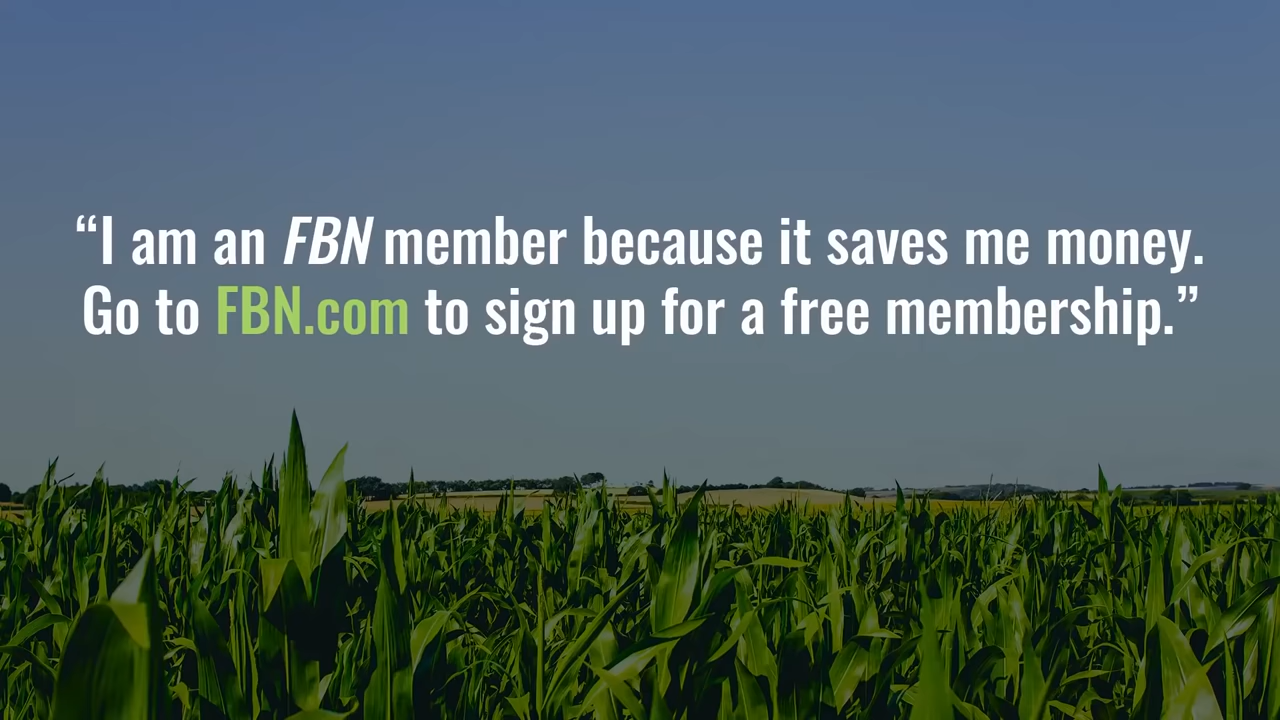 “I am an FBN member because it saves me money.
Go to FBN.com to sign up for a free membership.”